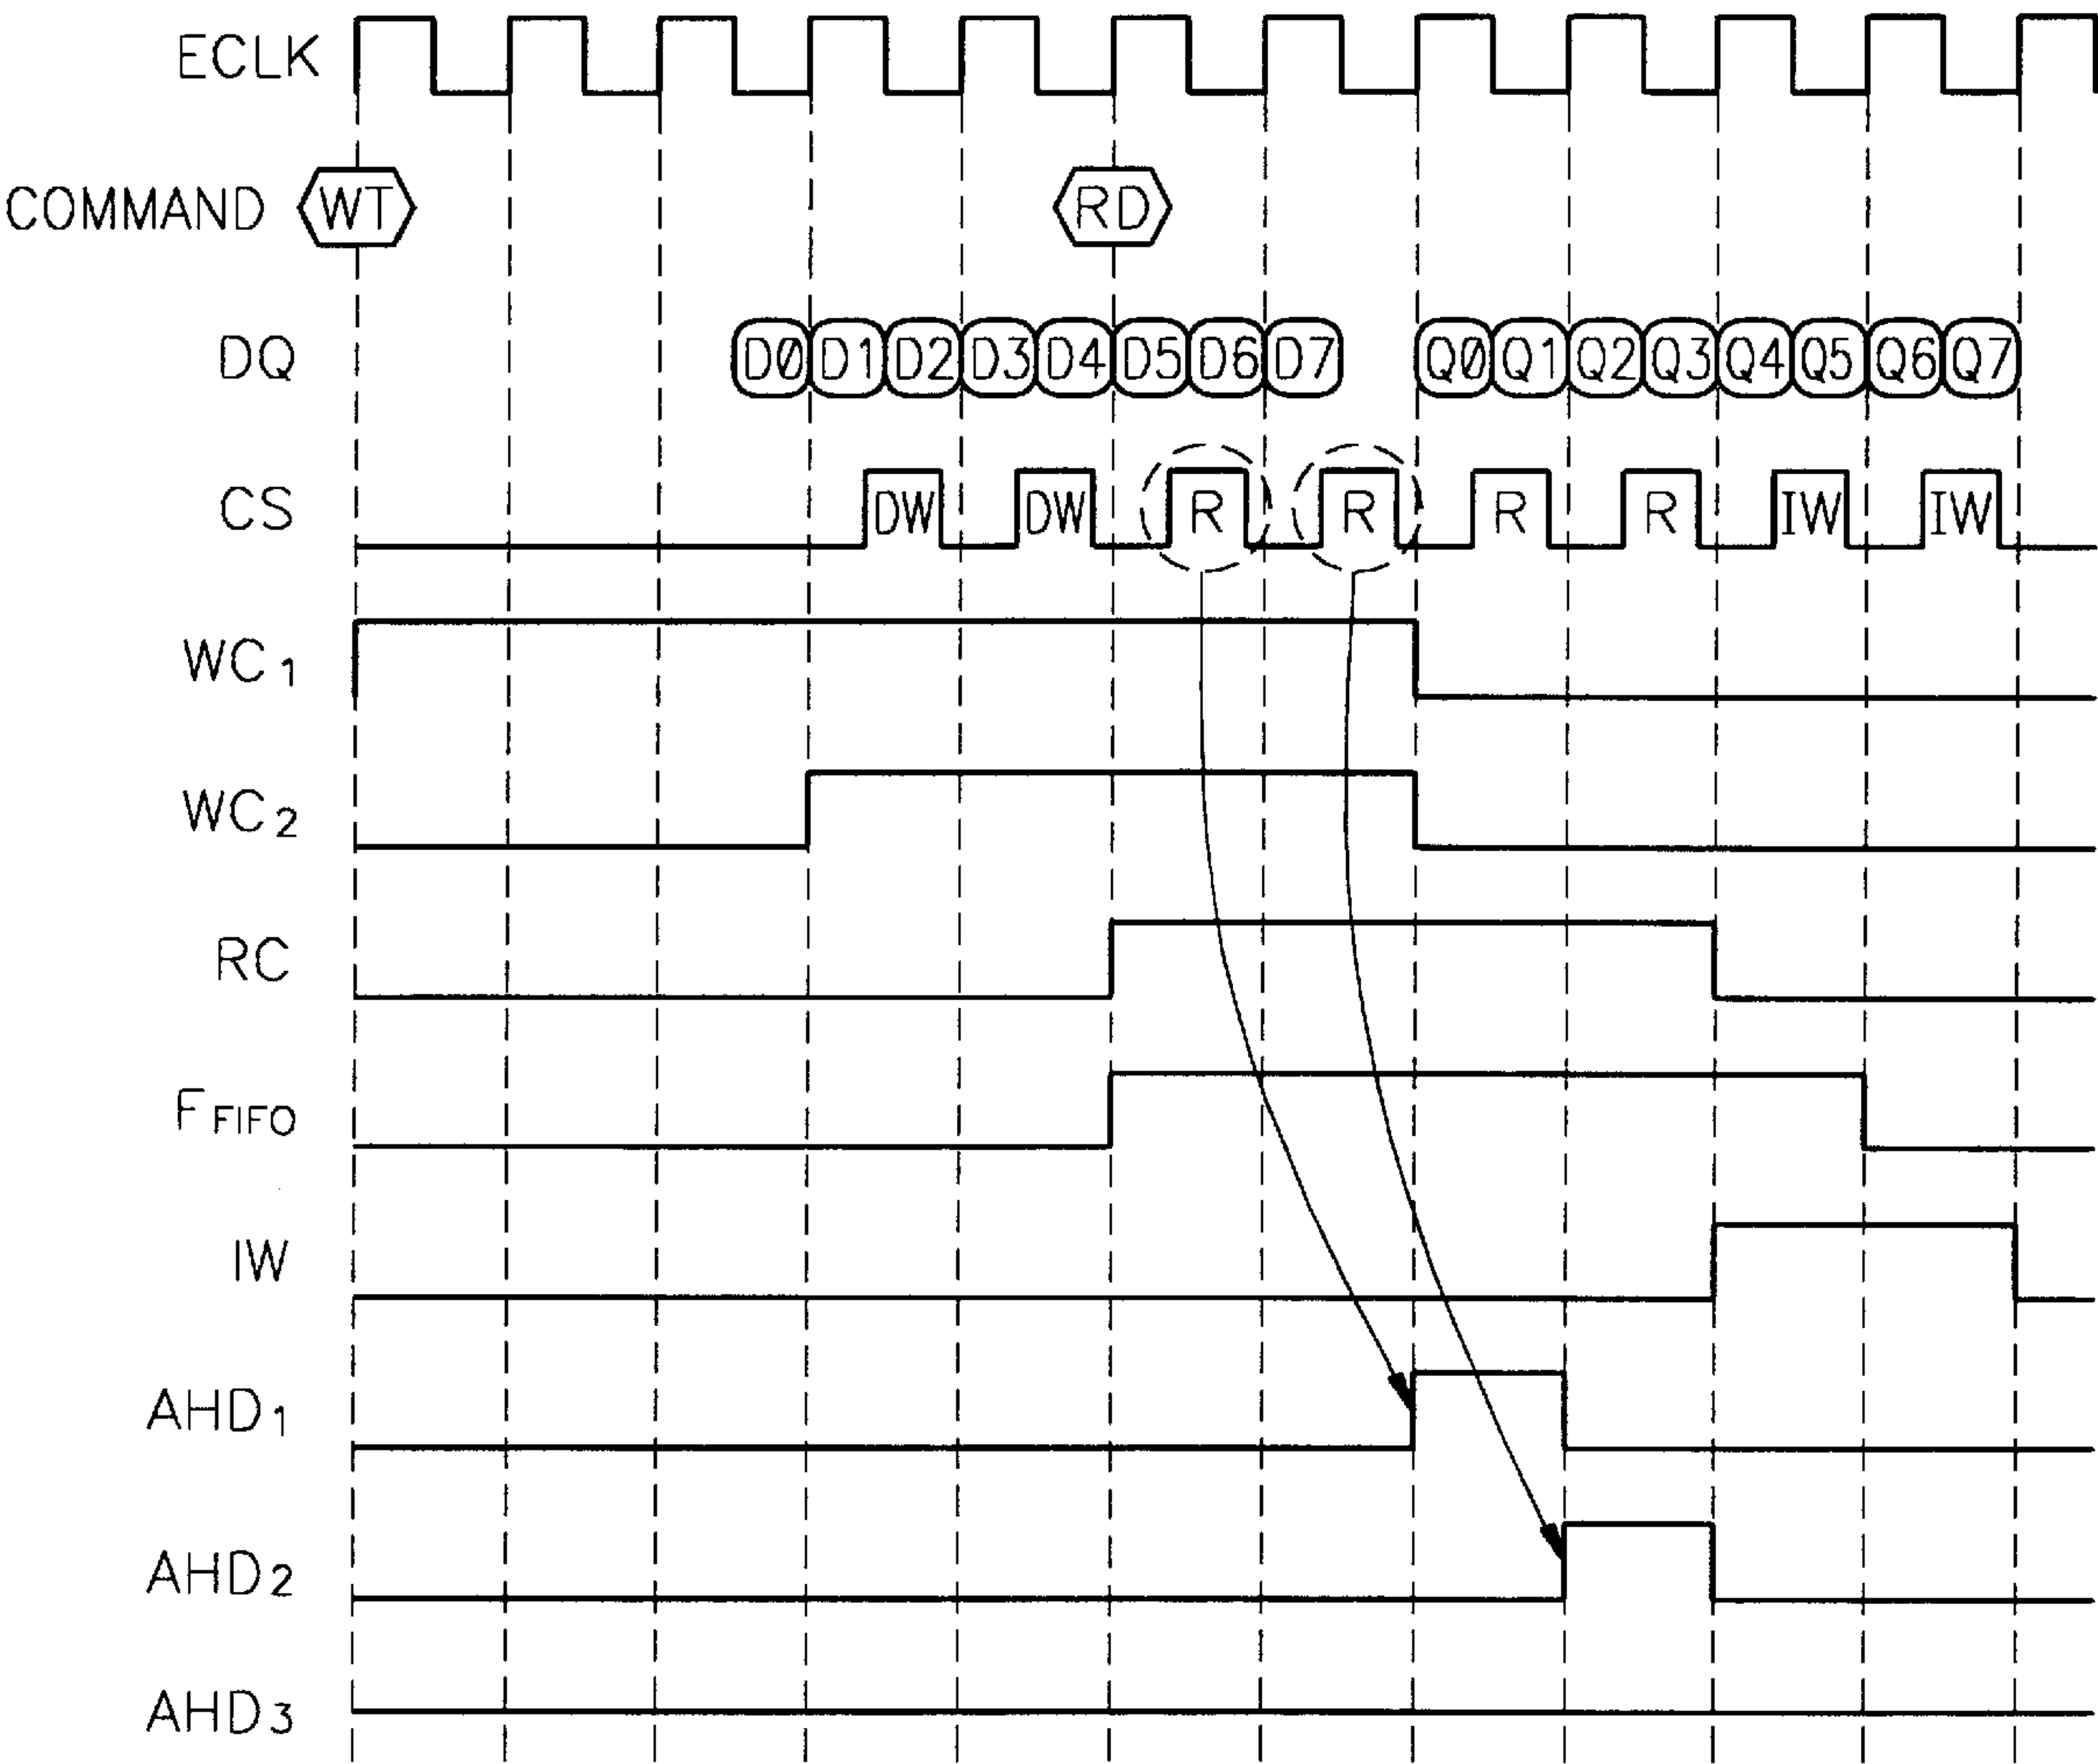 ECLK
COMMAND WT RD
DQ D0 D1 D2 D3 D4 D5 D6 D7 Q0 Q1 Q2 Q3 Q4 Q5 Q6 Q7
CS DW DW R R R R IW IW
WC1
WC2
RC
F FIFO
IW
AHD1
AHD2
AHD3